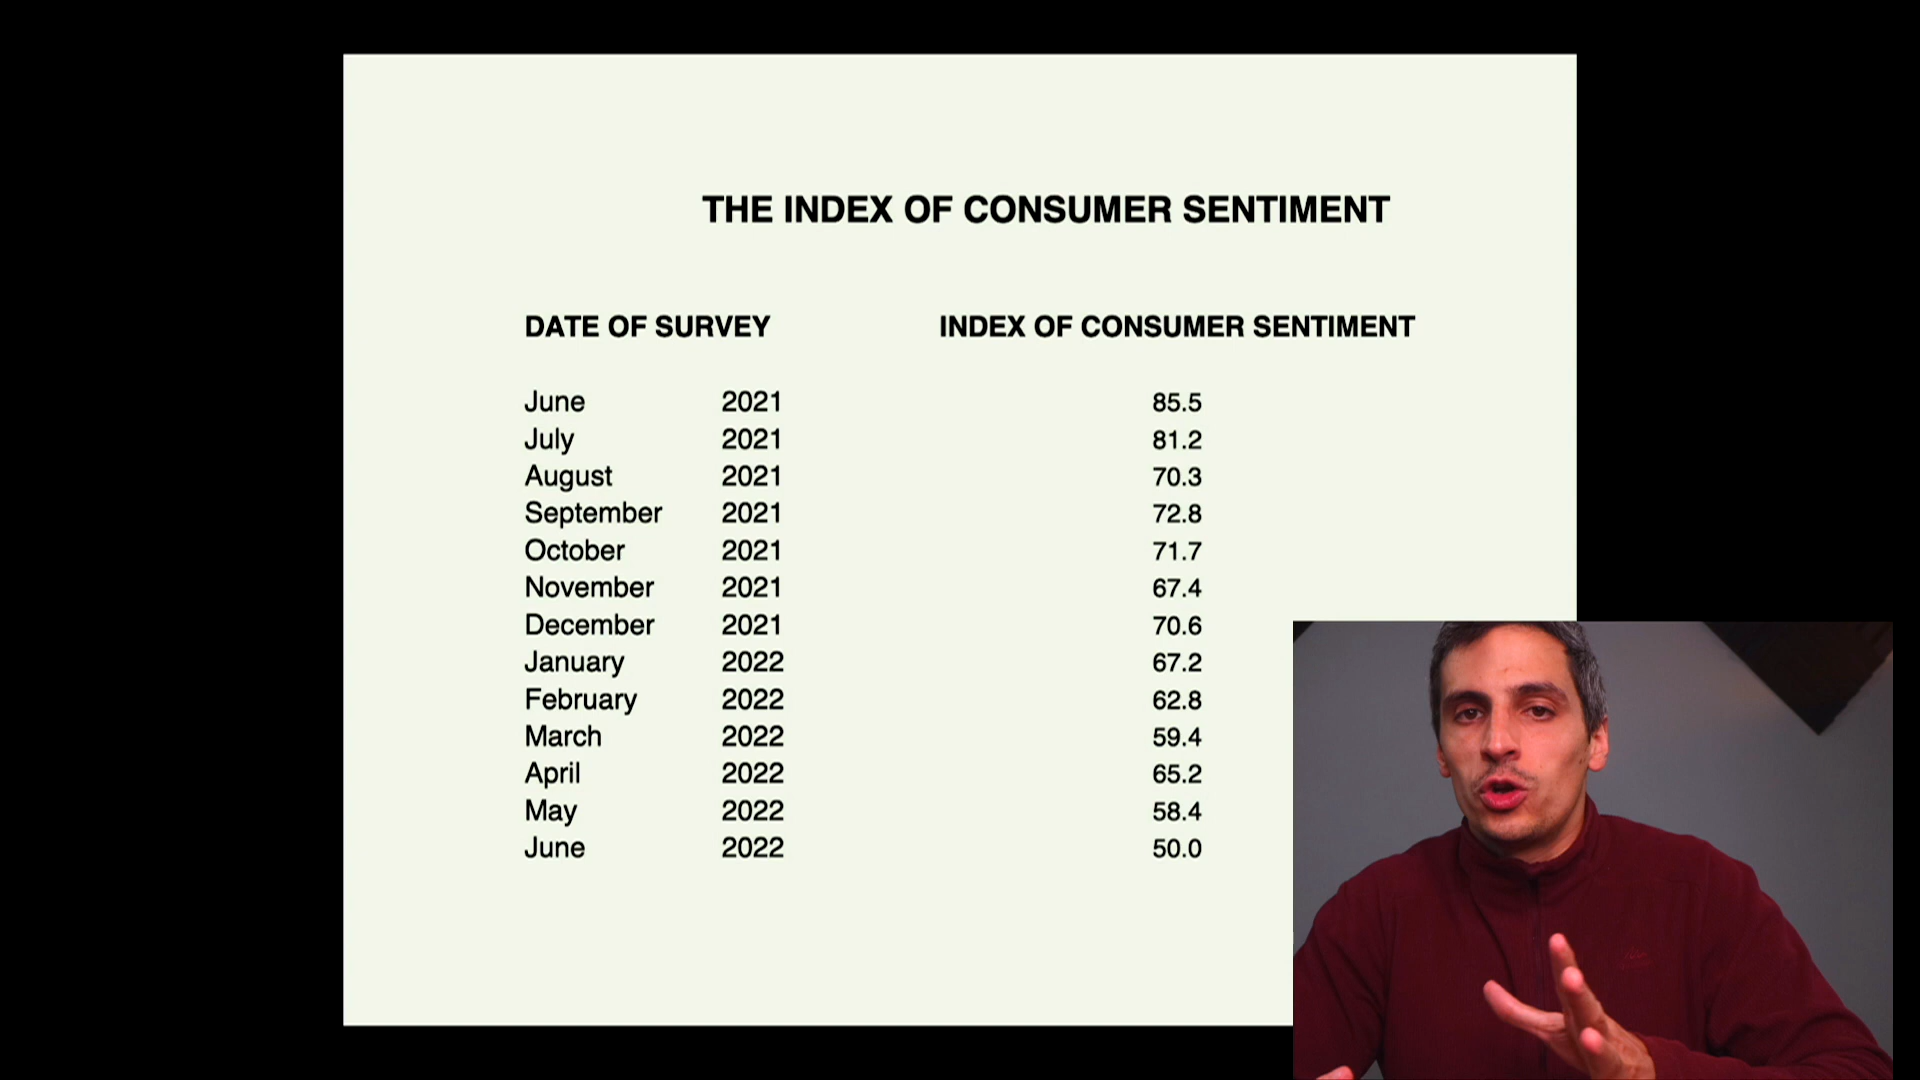 THE INDEX OF CONSUMER SENTIMENT
DATE OF SURVEY INDEX OF CONSUMER SENTIMENT
June 2021 85.5
July 2021 81.2
August 2021 70.3
September 2021 72.8
October 2021 71.7
November 2021 67.4
December 2021 70.6
January 2022 67.2
February 2022 62.8
March 2022 59.4
April 2022 65.2
May 2022 58.4
June 2022 50.0